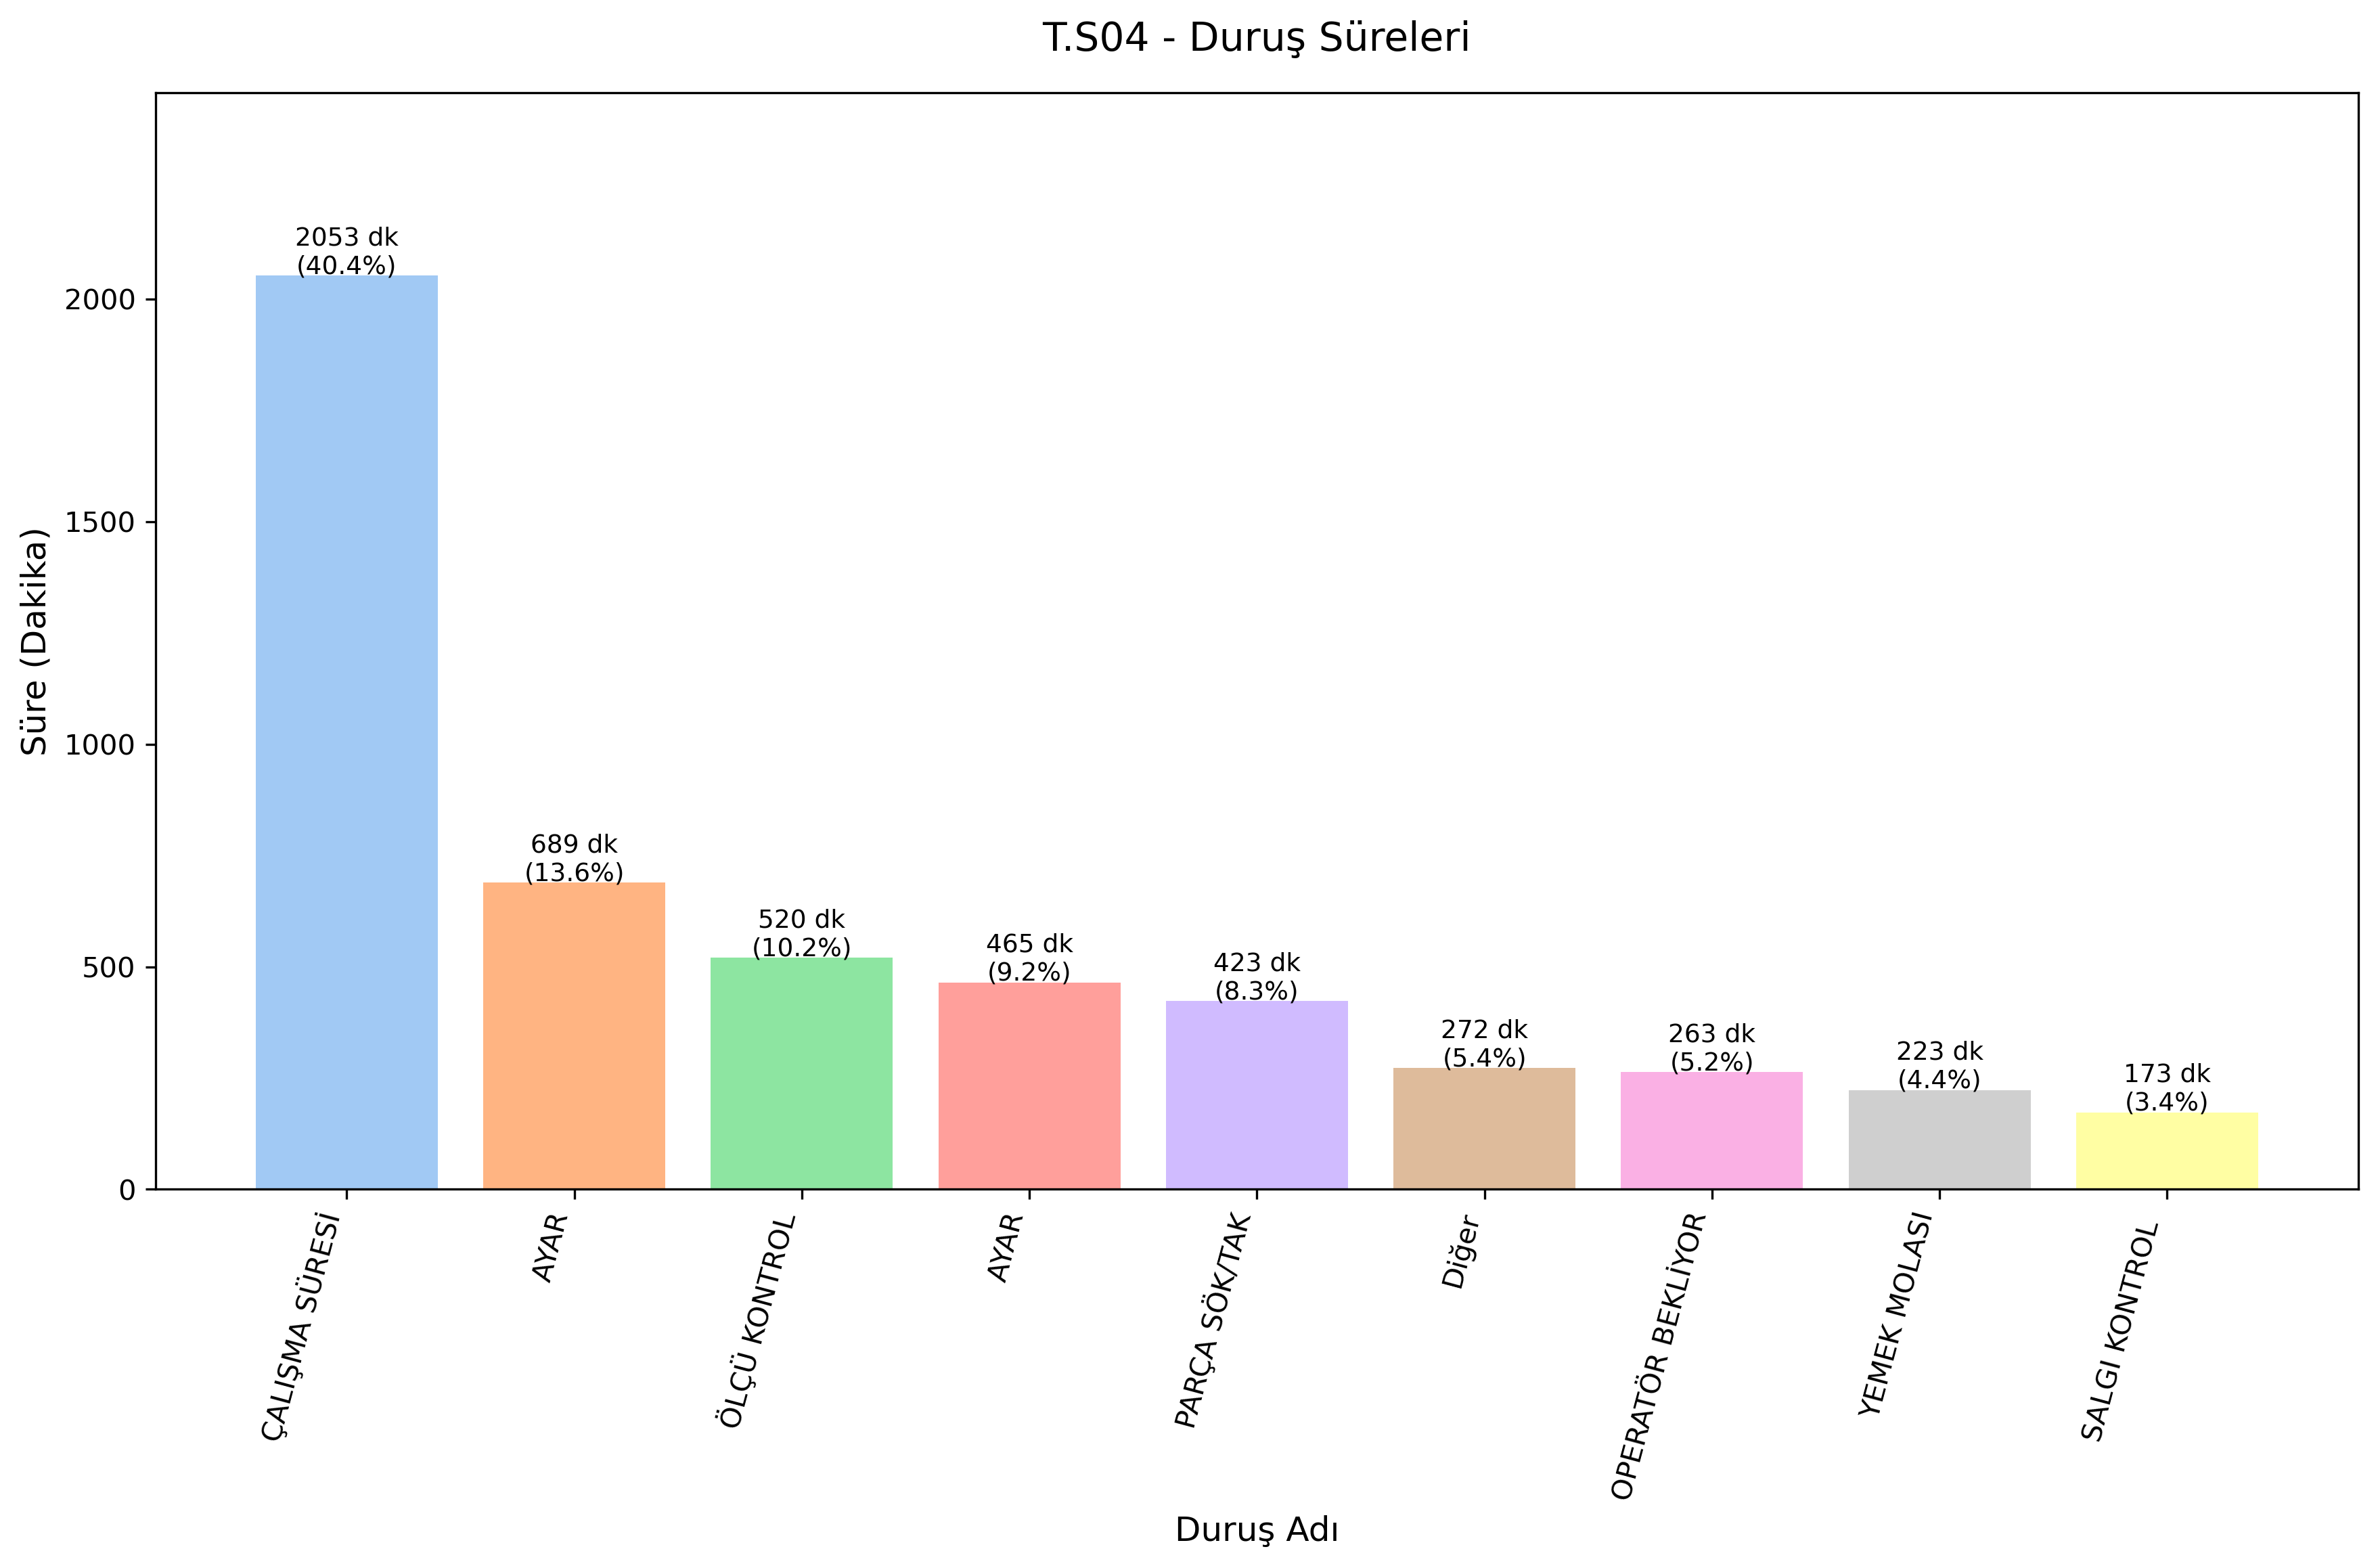 T.S04 - Duruş Süreleri
Süre (Dakika)
2000
1500
1000
500
0
2053 dk
(40.4%)
689 dk
(13.6%)
520 dk
(10.2%)
465 dk
(9.2%)
423 dk
(8.3%)
272 dk
(5.4%)
263 dk
(5.2%)
223 dk
(4.4%)
173 dk
(3.4%)
ÇALIŞMA SÜRESİ
AYAR
ÖLÇÜ KONTROL
AYAR
PARÇA SÖK/TAK
Diğer
OPERATÖR BEKLİYOR
YEMEK MOLASI
SALGI KONTROL
Duruş Adı